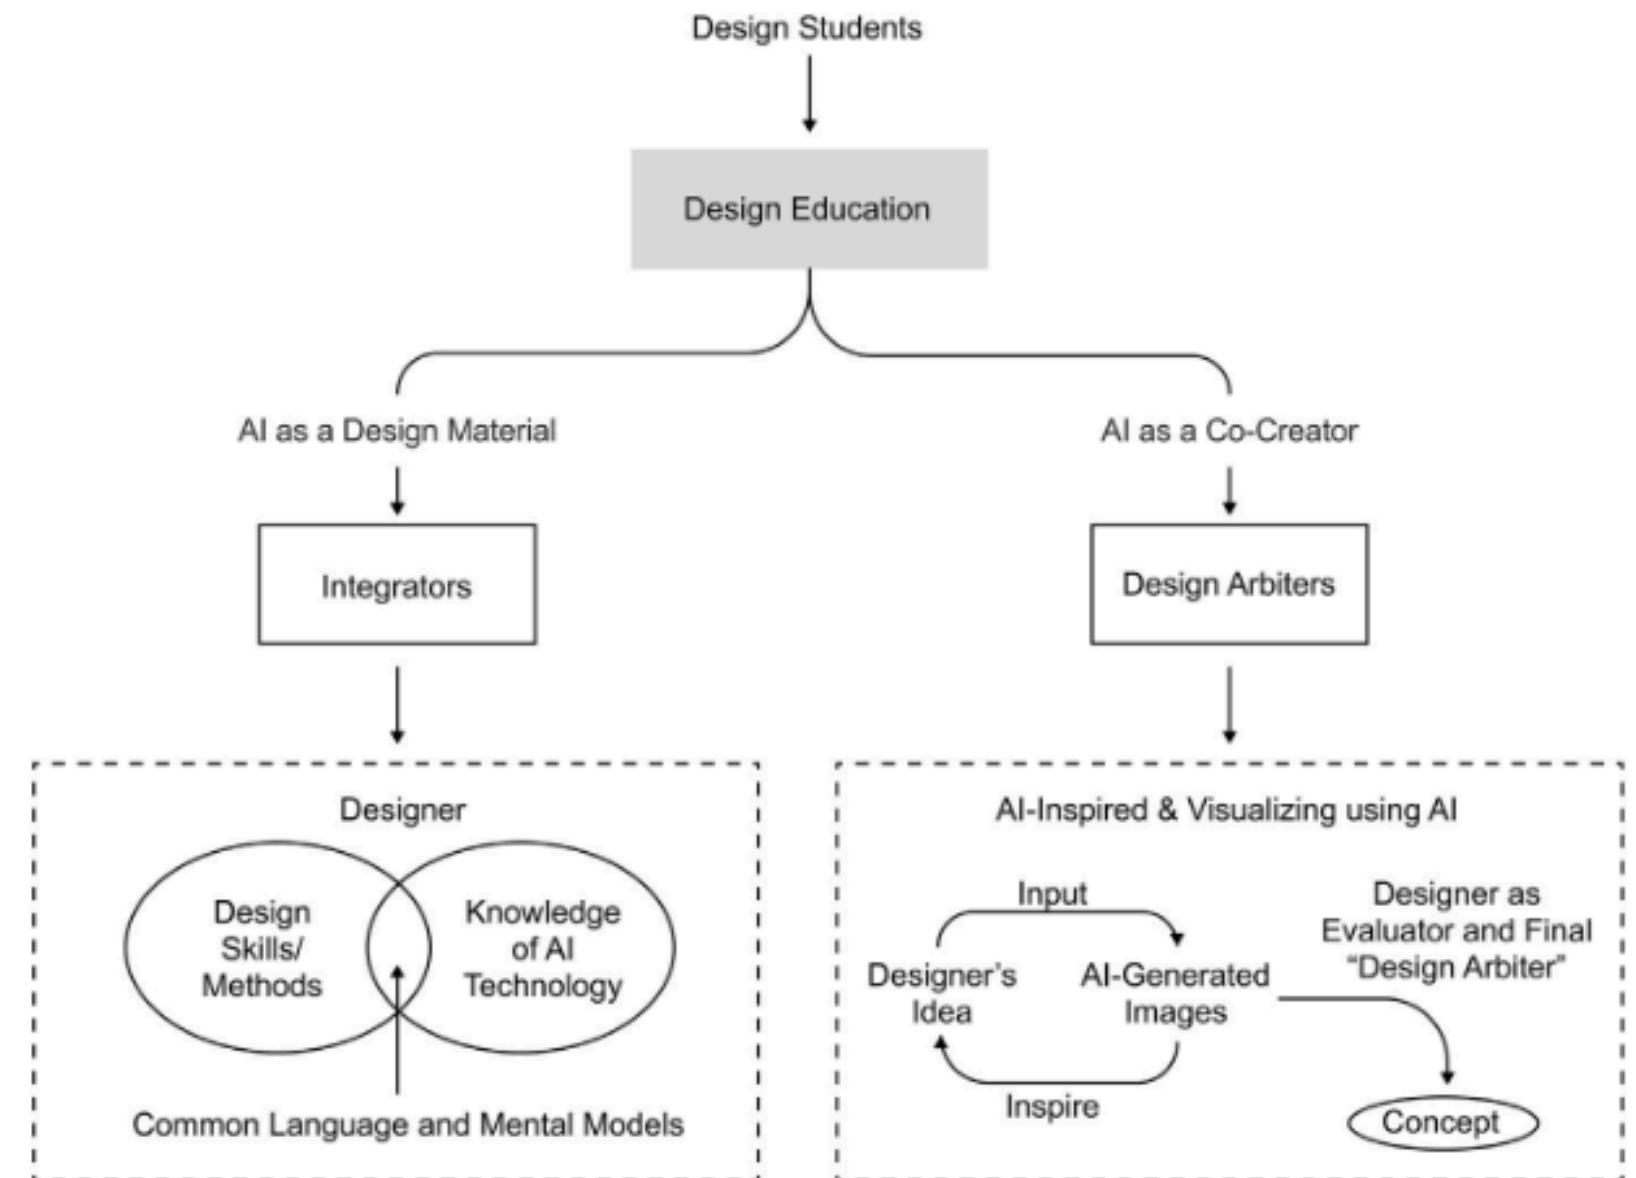 Design Students
Design Education
AI as a Design Material
AI as a Co-Creator
Integrators
Design Arbiters
Designer
Design
Skills/
Methods
Knowledge
of AI
Technology
Common Language and Mental Models
AI-Inspired & Visualizing using AI
Input
Designer's
Idea
AI-Generated
Images
Inspire
Designer as
Evaluator and Final
“Design Arbiter”
Concept